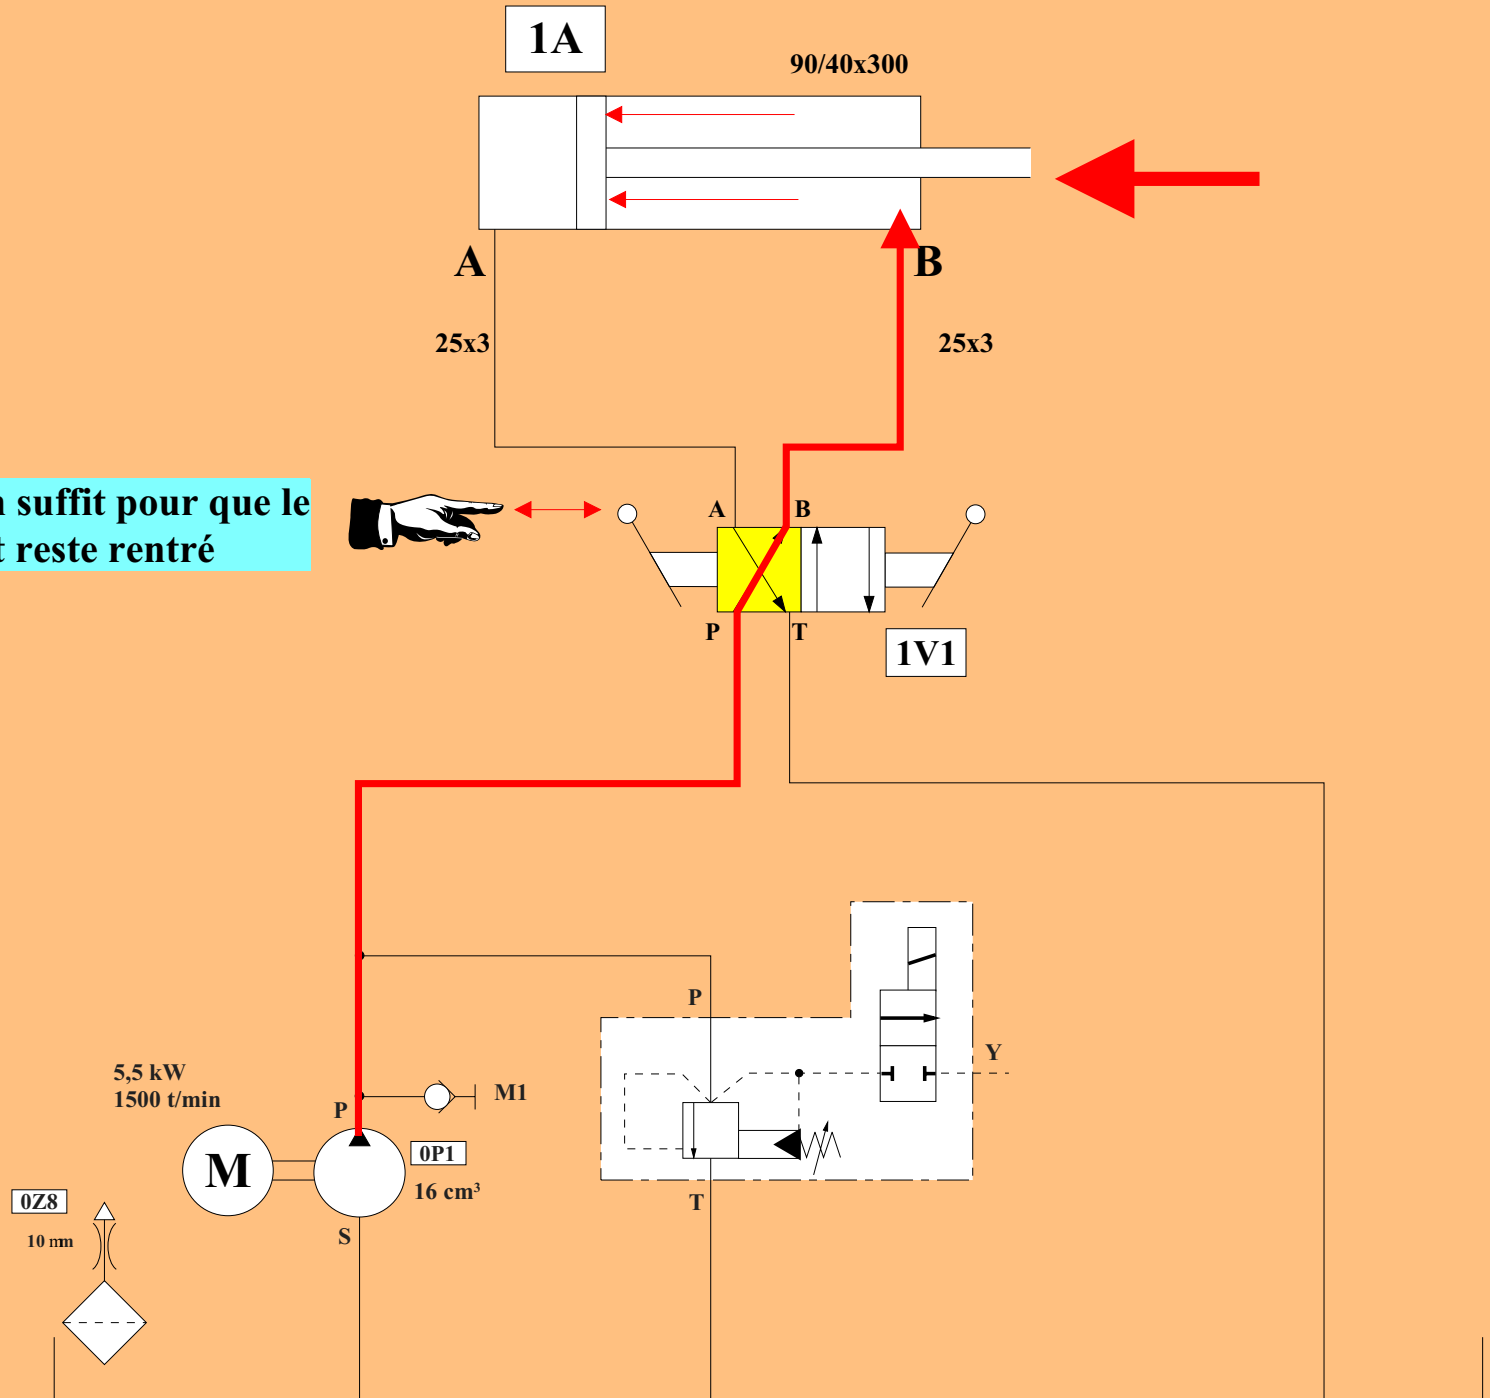 1A
90/40x300
A
B
25x3
25x3
suffit pour que le
reste rentré
A
B
P
T
1V1
P
Y
5,5 kW
1500 t/min
M1
P
M
0P1
16 cm³
T
S
0Z8
10 mm